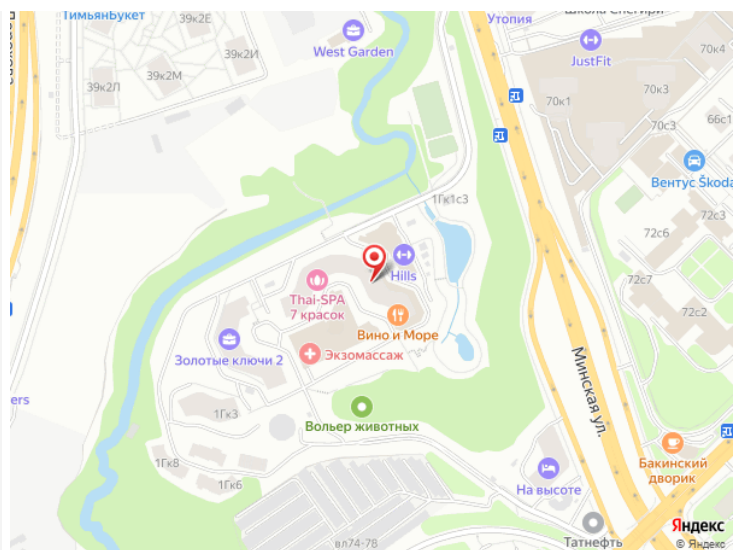 39к2Е
ТимьянБукет
39к2И
39к2М
39к2Л
West Garden
Утопия
Школа Снегири
JustFit
70к4
70к3
70к1
70с3
66с1
Вентус Škoda
1Гк1с3
72с3
72с6
72с7
72с2
Hills
Thai-SPA
7 красок
Вино и Море
Золотые ключи 2
Экзомассаж
Минская ул.
ers
1Гк3
Вольер животных
1Гк8
1Гк6
На высоте
Бакинский
дворик
вл74-78
Татнефть
Яндекс
© Яндекс